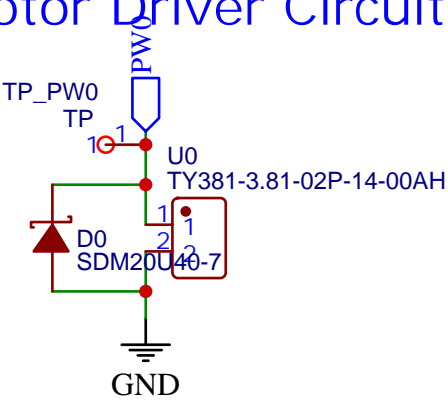 otor Driver Circuit
PW0
TP_PW0
TP
1
1
U0
TY381-3.81-02P-14-00AH
1
1
2
2
D0
SDM20U40-7
GND